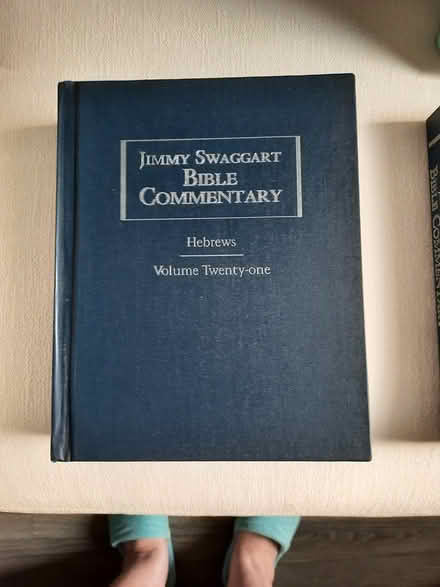 JIMMY SWAGGART
BIBLE
COMMENTARY
Hebrews
Volume Twenty-one